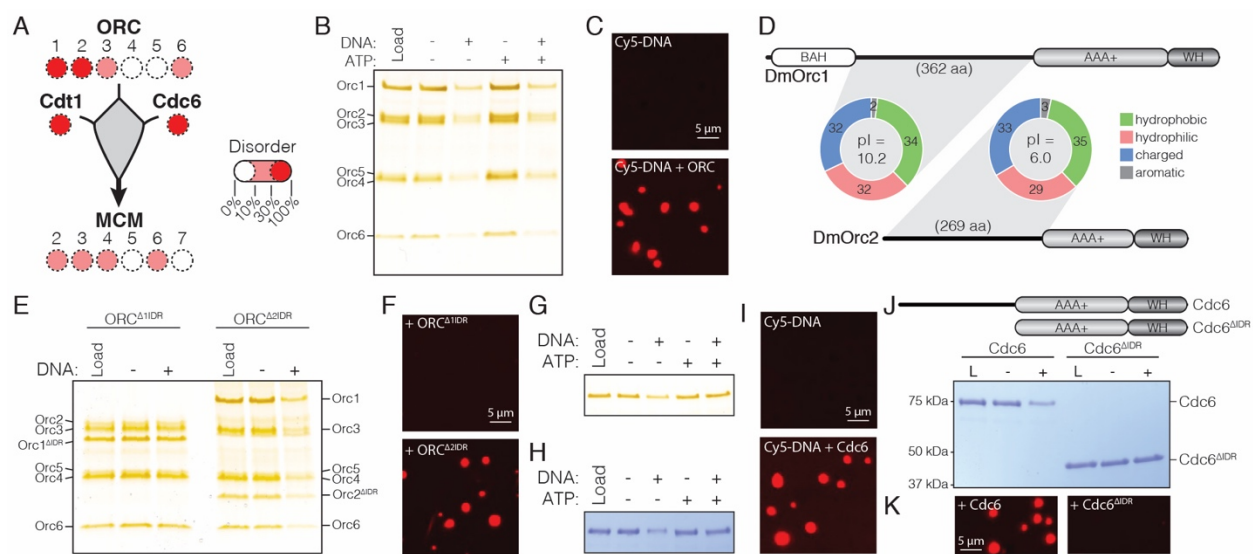 A
ORC
1 2 3 4 5 6
Cdt1 Cdc6
MCM
2 3 4 5 6 7
Disorder
0% 10% 30% 100%
B
DNA: Load - + - +
ATP: + +
Orc1
Orc2
Orc3
Orc5
Orc4
Orc6
C
Cy5-DNA
5 µm
Cy5-DNA + ORC
D
BAH AAA+ WH
DmOrc1 (362 aa)
2 34 32 32
pI =
10.2
3 35 29 33
pI =
6.0
hydrophobic
hydrophilic
charged
aromatic
(269 aa)
DmOrc2 AAA+ WH
E
ORCΔ1IDR ORCΔ2IDR
DNA: Load - + Load - +
Orc2
Orc3
Orc1ΔIDR
Orc5
Orc4
Orc6
Orc1
Orc3
Orc5
Orc4
Orc2ΔIDR
Orc6
F
+ ORCΔ1IDR
5 µm
+ ORCΔ2IDR
G
DNA: Load - + - +
ATP: + +
H
DNA: Load - + - +
ATP: + +
I
Cy5-DNA
5 µm
Cy5-DNA + Cdc6
J
AAA+ WH Cdc6
AAA+ WH Cdc6ΔIDR
Cdc6 Cdc6ΔIDR
L - + L - +
75 kDa
50 kDa
37 kDa
Cdc6
Cdc6ΔIDR
K
+ Cdc6
5 µm
+ Cdc6ΔIDR